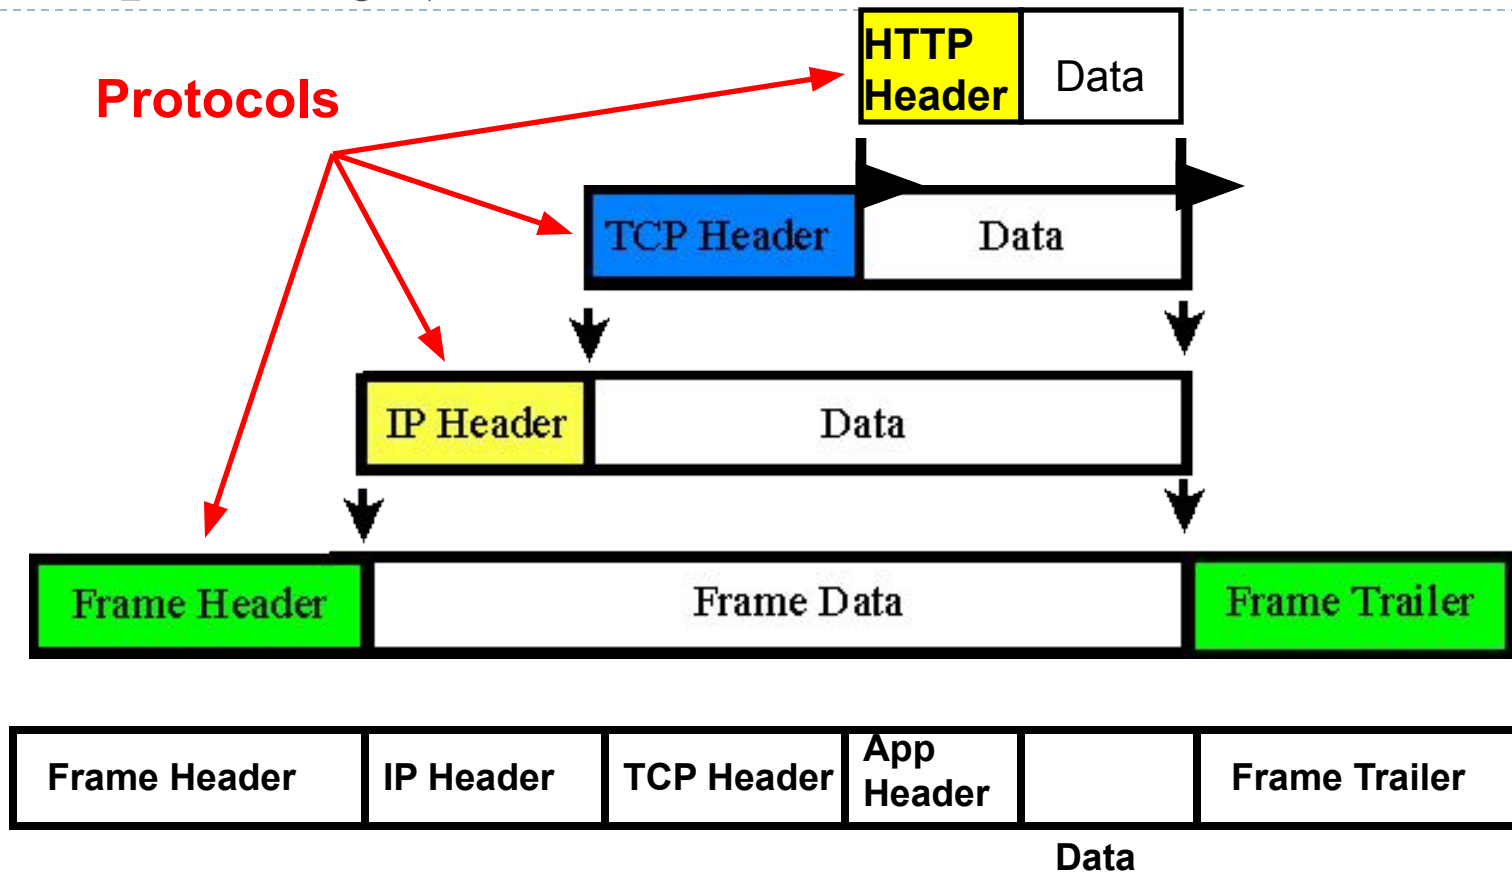 HTTP
Header
Data
Protocols
TCP Header
Data
IP Header
Data
Frame Header
Frame Data
Frame Trailer
Frame Header
IP Header
TCP Header
App
Header
Frame Trailer
Data